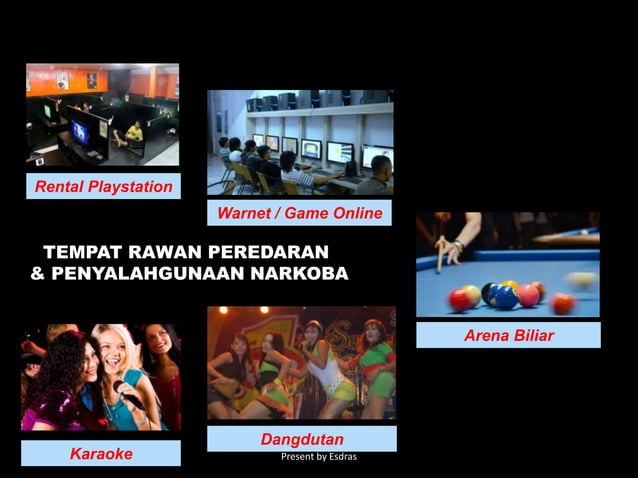 Rental Playstation
Warnet / Game Online
TEMPAT RAWAN PEREDARAN
& PENYALAHGUNAAN NARKOBA
Arena Biliar
Dangdutan
Karaoke
Present by Esdras